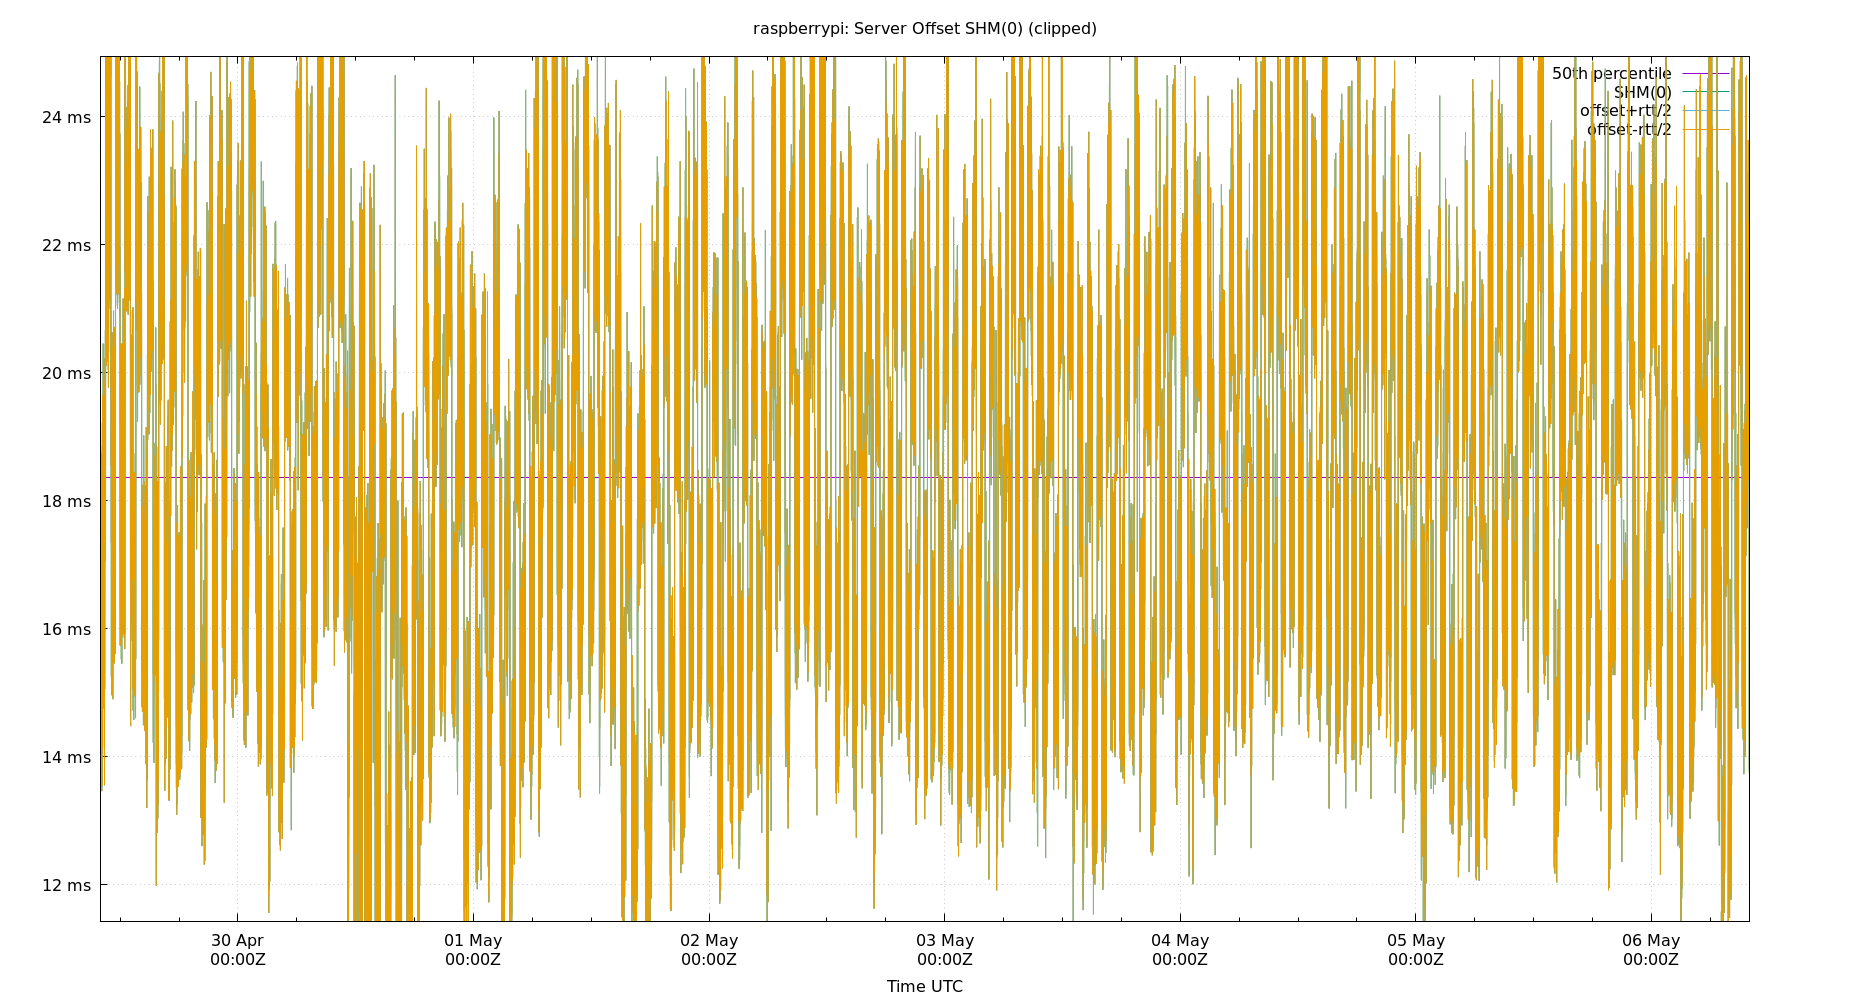 raspberrypi: Server Offset SHM(0) (clipped)
50th percentile
SHM(0)
offset+rtt/2
offset-rtt/2
24 ms
22 ms
20 ms
18 ms
16 ms
14 ms
12 ms
30 Apr 01 May 02 May 03 May 04 May 05 May 06 May
00:00Z 00:00Z 00:00Z 00:00Z 00:00Z 00:00Z 00:00Z
Time UTC